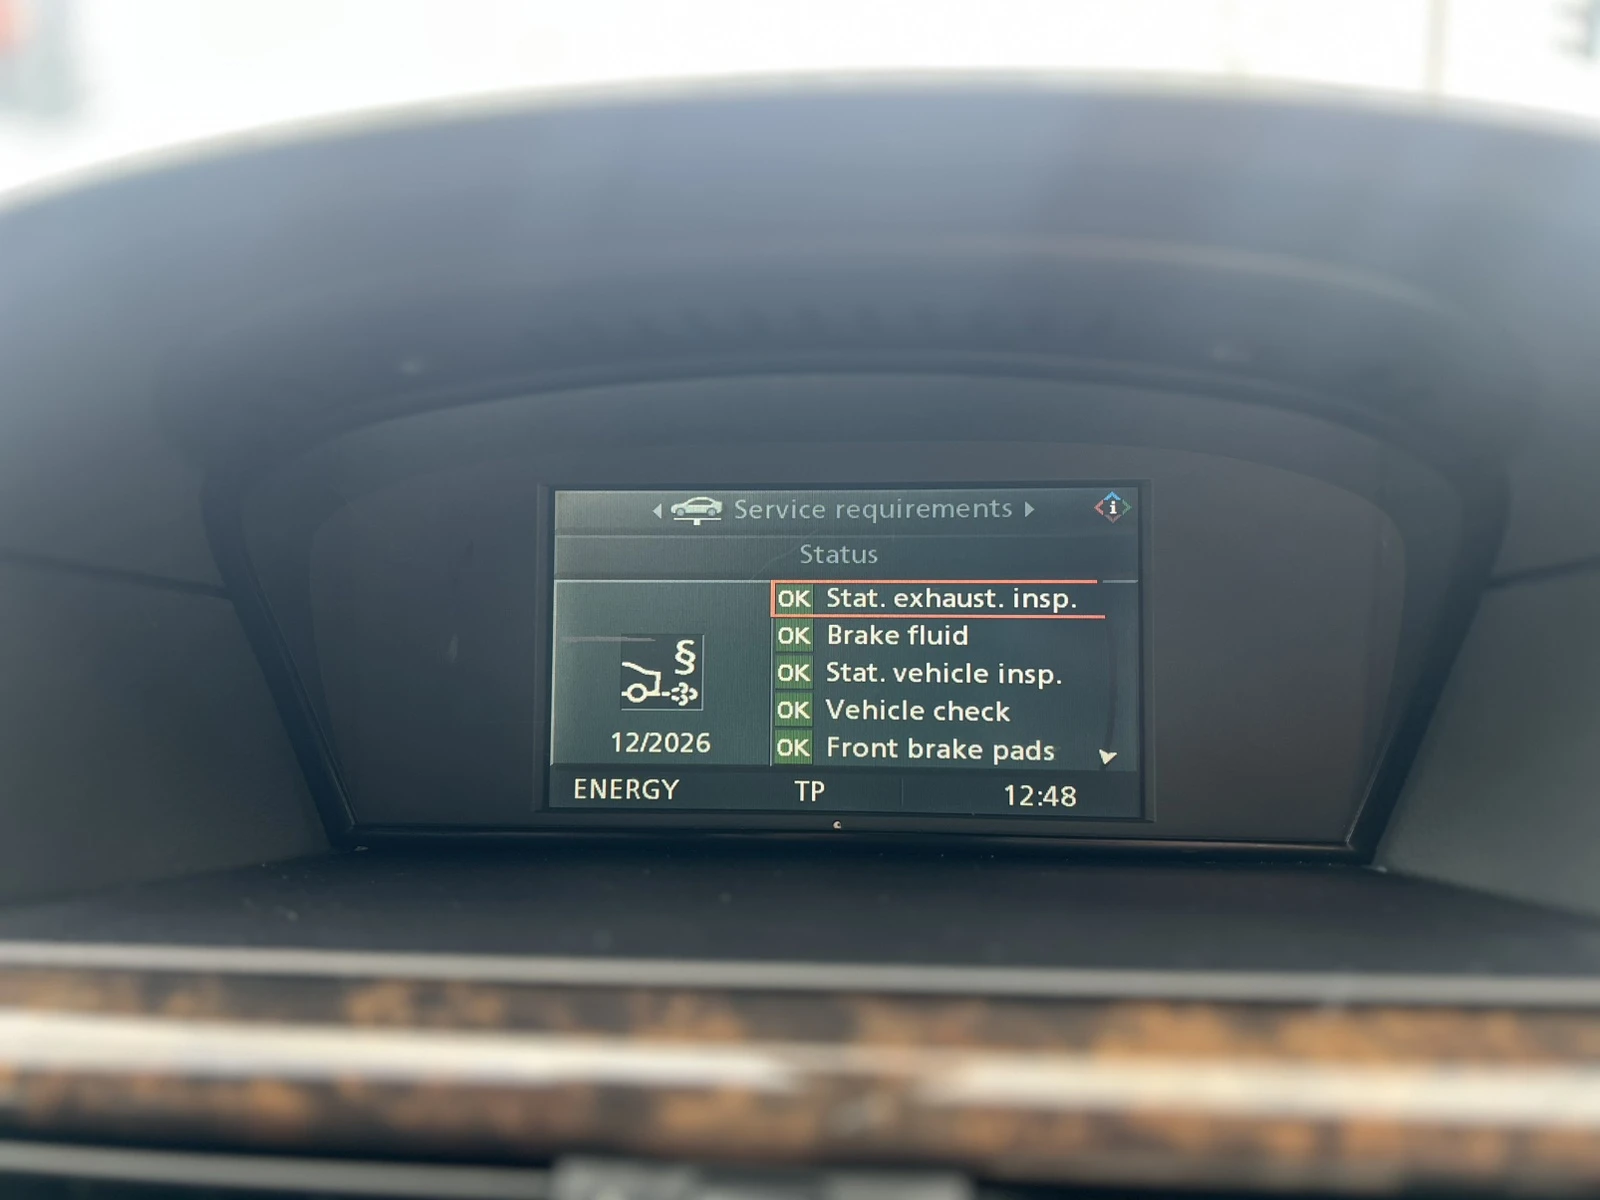 Service requirements
i
Status
OK Stat. exhaust. insp.
OK Brake fluid
OK Stat. vehicle insp.
OK Vehicle check
OK Front brake pads
§
12/2026
ENERGY TP 12:48